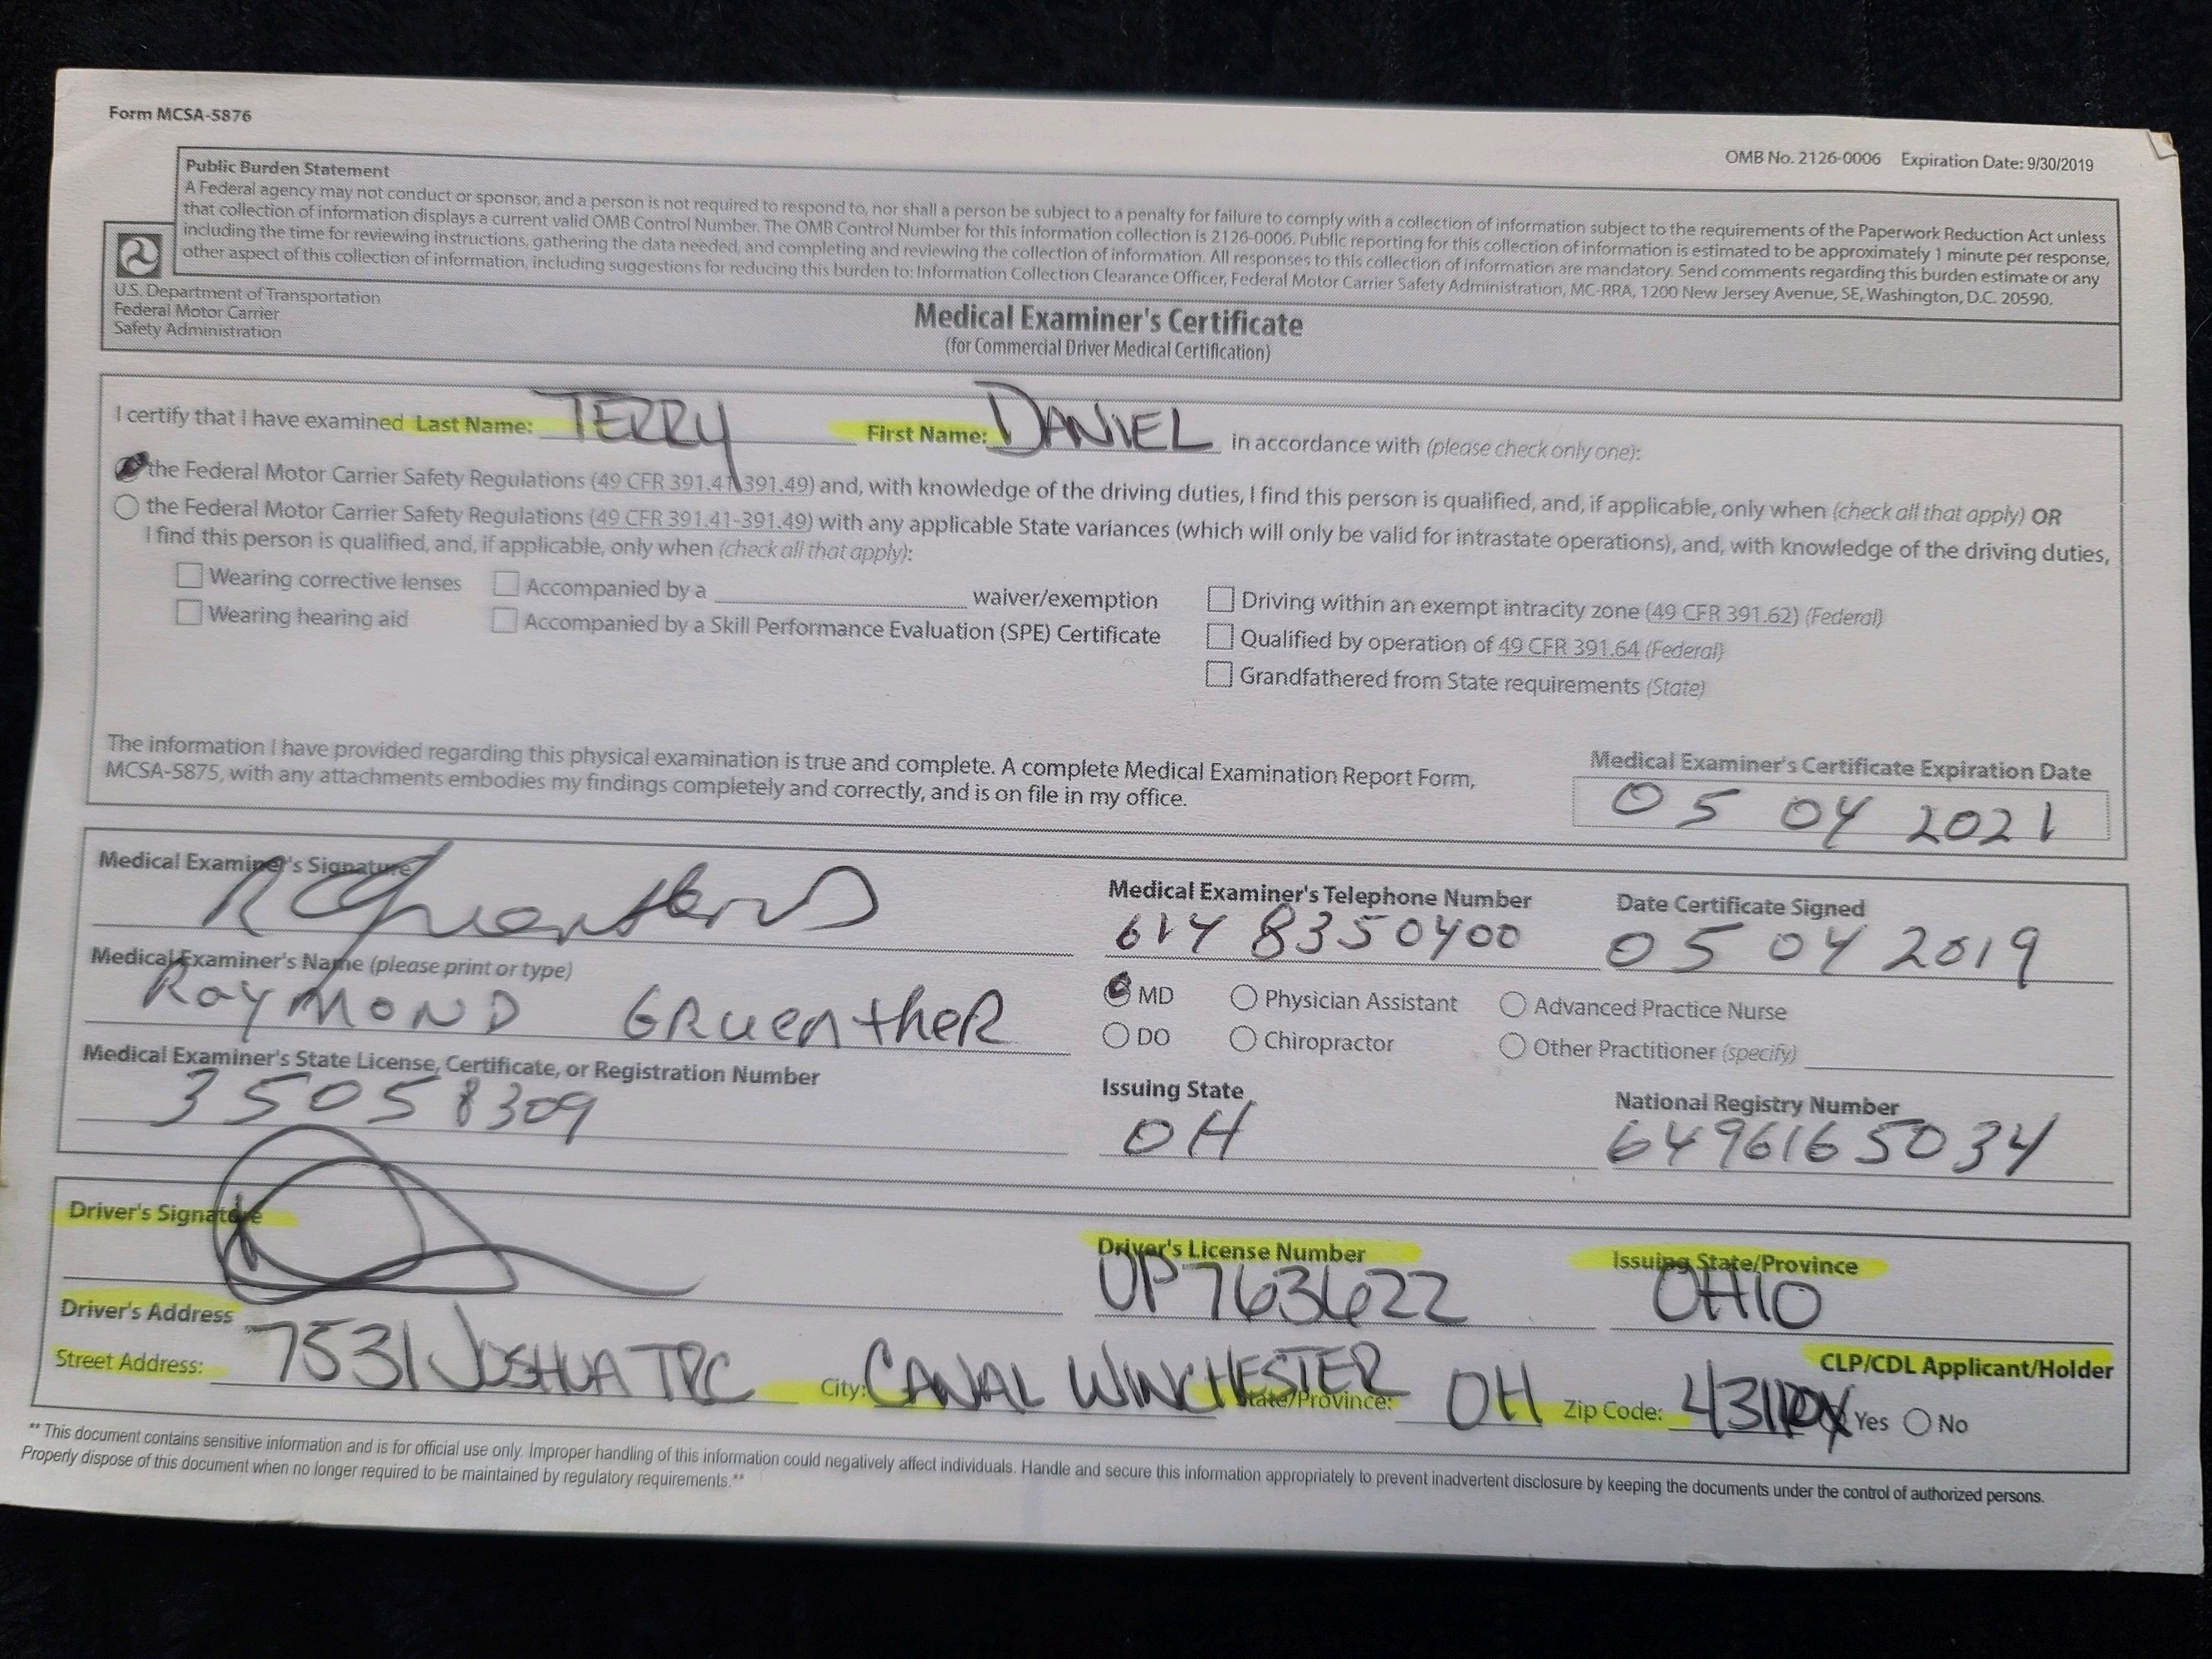 Form MCSA-5876
OMB No. 2126-0006 Expiration Date: 9/30/2019
Public Burden Statement
A Federal agency may not conduct or sponsor, and a person is not required to respond to, nor shall a person be subject to a penalty for failure to comply with a collection of information subject to the requirements of the Paperwork Reduction Act unless
that collection of information displays a current valid OMB Control Number. The OMB Control Number for this information collection is 2126-0006. Public reporting for this collection of information is estimated to be approximately 1 minute per response,
including the time for reviewing instructions, gathering the data needed, and completing and reviewing the collection of information. All responses to this collection of information are mandatory. Send comments regarding this burden estimate or any
other aspect of this collection of information, including suggestions for reducing this burden to: Information Collection Clearance Officer, Federal Motor Carrier Safety Administration, MC-RRA, 1200 New Jersey Avenue, SE, Washington, D.C. 20590.
U.S. Department of Transportation
Federal Motor Carrier
Safety Administration
Medical Examiner's Certificate
(for Commercial Driver Medical Certification)
I certify that I have examined Last Name: TERRY First Name: DANIEL in accordance with (please check only one):
the Federal Motor Carrier Safety Regulations (49 CFR 391.41-391.49) and, with knowledge of the driving duties, I find this person is qualified, and, if applicable, only when (check all that apply) OR
the Federal Motor Carrier Safety Regulations (49 CFR 391.41-391.49) with any applicable State variances (which will only be valid for intrastate operations), and, with knowledge of the driving duties,
I find this person is qualified, and, if applicable, only when (check all that apply):
Wearing corrective lenses Accompanied by a waiver/exemption Driving within an exempt intracity zone (49 CFR 391.62) (Federal)
Wearing hearing aid Accompanied by a Skill Performance Evaluation (SPE) Certificate Qualified by operation of 49 CFR 391.64 (Federal)
Grandfathered from State requirements (State)
The information I have provided regarding this physical examination is true and complete. A complete Medical Examination Report Form,
MCSA-5875, with any attachments embodies my findings completely and correctly, and is on file in my office.
Medical Examiner's Certificate Expiration Date
05 04 2021
Medical Examiner's Signature Medical Examiner's Telephone Number Date Certificate Signed
614 8350400 05 04 2019
Medical Examiner's Name (please print or type)
RAYMOND GRuentheR
MD Physician Assistant Advanced Practice Nurse
DO Chiropractor Other Practitioner (specify)
Medical Examiner's State License, Certificate, or Registration Number Issuing State National Registry Number
35058309 OH 6496165034
Driver's Signature Driver's License Number Issuing State/Province
UP763622 OHIO
Driver's Address
Street Address: 7531 JOSHUA TRC City: CANAL WINCHESTER State/Province: OH Zip Code: 43110
CLP/CDL Applicant/Holder
Yes No
** This document contains sensitive information and is for official use only. Improper handling of this information could negatively affect individuals. Handle and secure this information appropriately to prevent inadvertent disclosure by keeping the documents under the control of authorized persons.
Properly dispose of this document when no longer required to be maintained by regulatory requirements.**